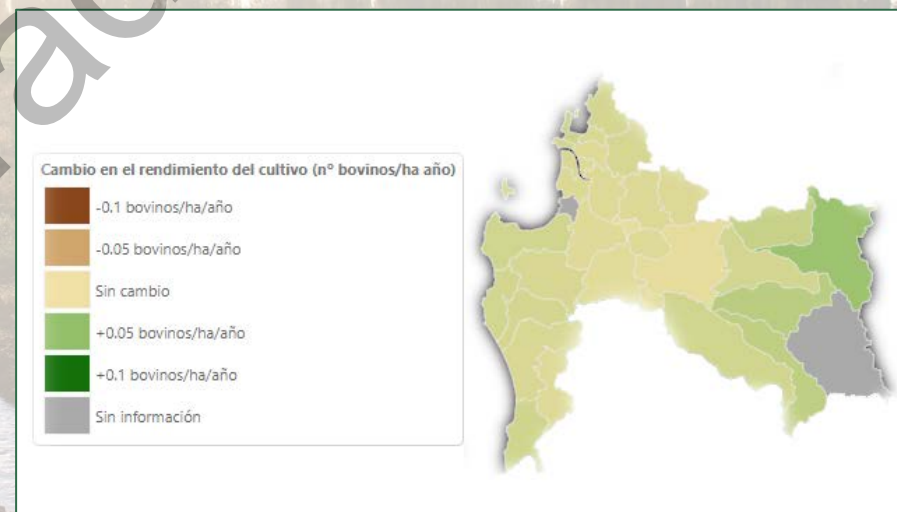 Cambio en el rendimiento del cultivo (nº bovinos/ha año)
-0.1 bovinos/ha/año
-0.05 bovinos/ha/año
Sin cambio
+0.05 bovinos/ha/año
+0.1 bovinos/ha/año
Sin información